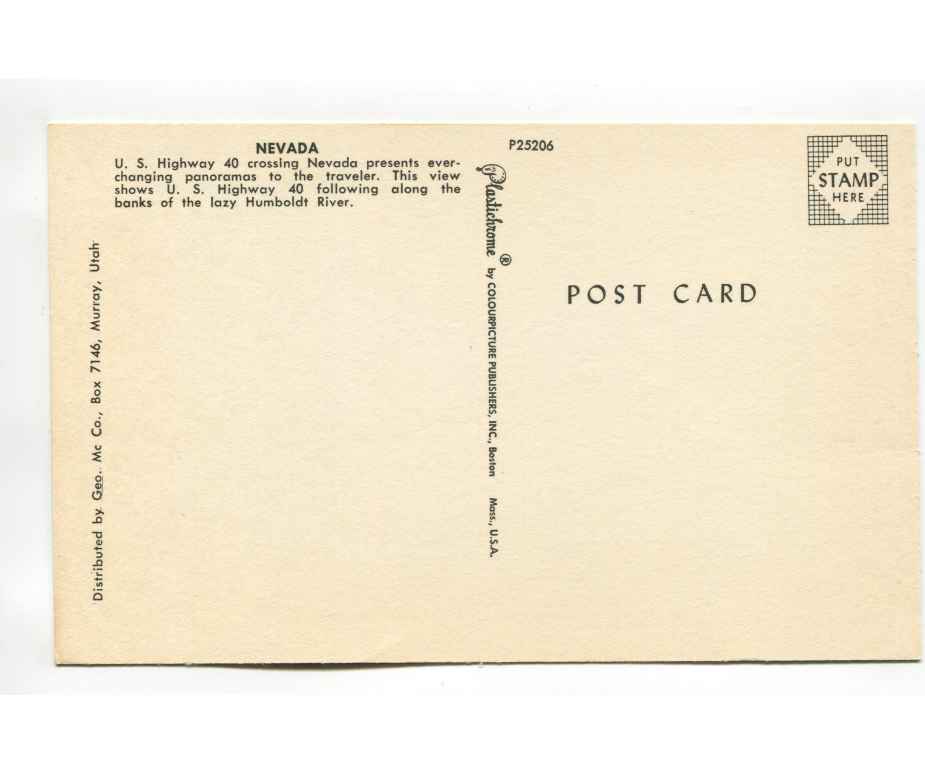 NEVADA
U. S. Highway 40 crossing Nevada presents ever-
changing panoramas to the traveler. This view
shows U. S. Highway 40 following along the
banks of the lazy Humboldt River.
Distributed by Geo. Mc Co., Box 7146, Murray, Utah
P25206
Plastichrome ® by COLOURPICTURE PUBLISHERS, INC., Boston Mass., U.S.A.
PUT
STAMP
HERE
POST CARD